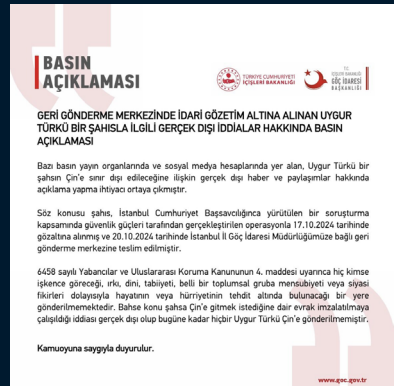 BASIN
AÇIKLAMASI
TÜRKİYE CUMHURİYETİ
İÇİŞLERİ BAKANLIĞI
T.C.
İÇİŞLERİ BAKANLIĞI
GÖÇ İDARESİ
BAŞKANLIĞI
GERİ GÖNDERME MERKEZİNDE İDARİ GÖZETİM ALTINA ALINAN UYGUR
TÜRKÜ BİR ŞAHISLA İLGİLİ GERÇEK DIŞI İDDİALAR HAKKINDA BASIN
AÇIKLAMASI
Bazı basın yayın organlarında ve sosyal medya hesaplarında yer alan, Uygur Türkü bir
şahsın Çin'e sınır dışı edileceğine ilişkin gerçek dışı haber ve paylaşımlar hakkında
açıklama yapma ihtiyacı ortaya çıkmıştır.
Söz konusu şahıs, İstanbul Cumhuriyet Başsavcılığınca yürütülen bir soruşturma
kapsamında güvenlik güçleri tarafından gerçekleştirilen operasyonla 17.10.2024 tarihinde
gözaltına alınmış ve 20.10.2024 tarihinde İstanbul İl Göç İdaresi Müdürlüğümüze bağlı geri
gönderme merkezine teslim edilmiştir.
6458 sayılı Yabancılar ve Uluslararası Koruma Kanununun 4. maddesi uyarınca hiç kimse
işkence göreceği, ırkı, dini, tabiiyeti, belli bir toplumsal gruba mensubiyeti veya siyasi
fikirleri dolayısıyla hayatının veya hürriyetinin tehdit altında bulunacağı bir yere
gönderilmemektedir. Bahse konu şahsa Çin'e gitmek istediğine dair evrak imzalatılmaya
çalışıldığı iddiası gerçek dışı olup bugüne kadar hiçbir Uygur Türkü Çin'e gönderilmemiştir.
Kamuoyuna saygıyla duyurulur.
www.goc.gov.tr